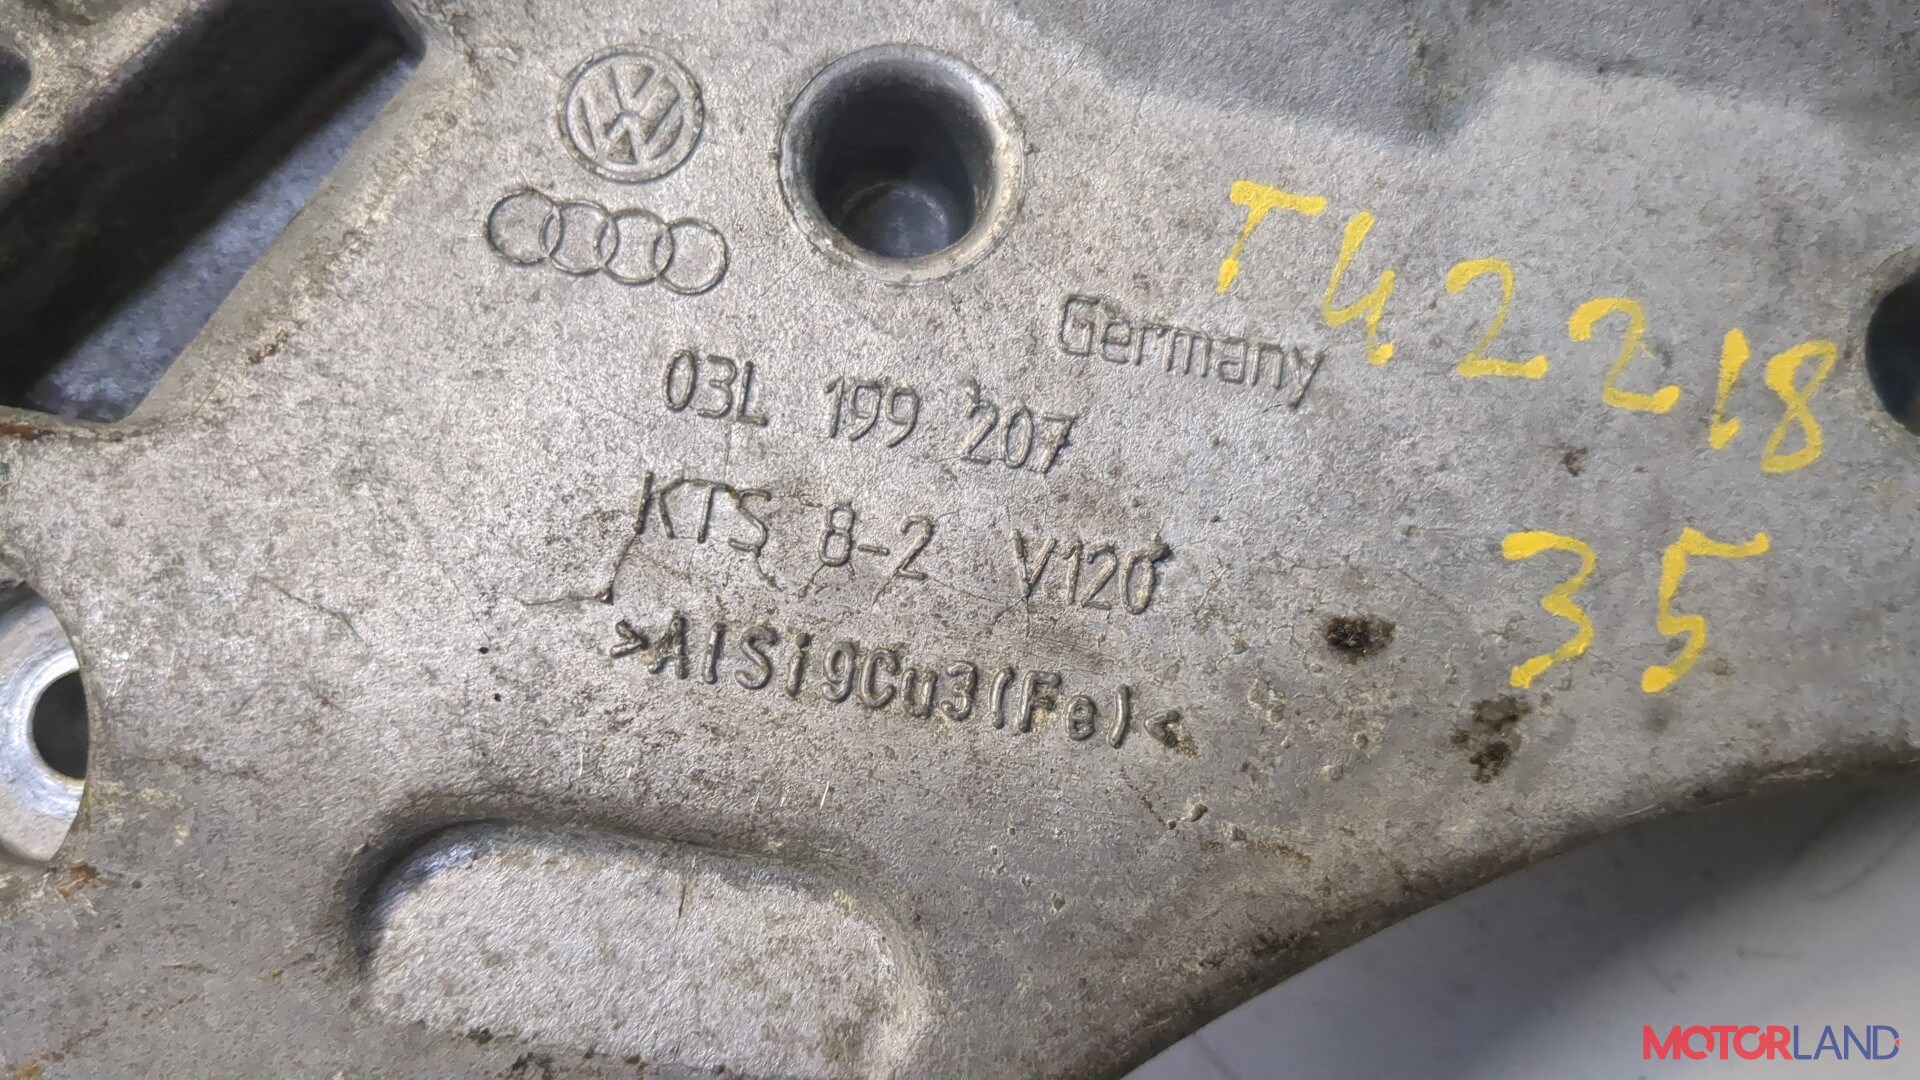 Germany
T42218
03L 199 207
KTS 8-2 V120
35
>AlSi9Cu3(Fe)<
MOTORLAND